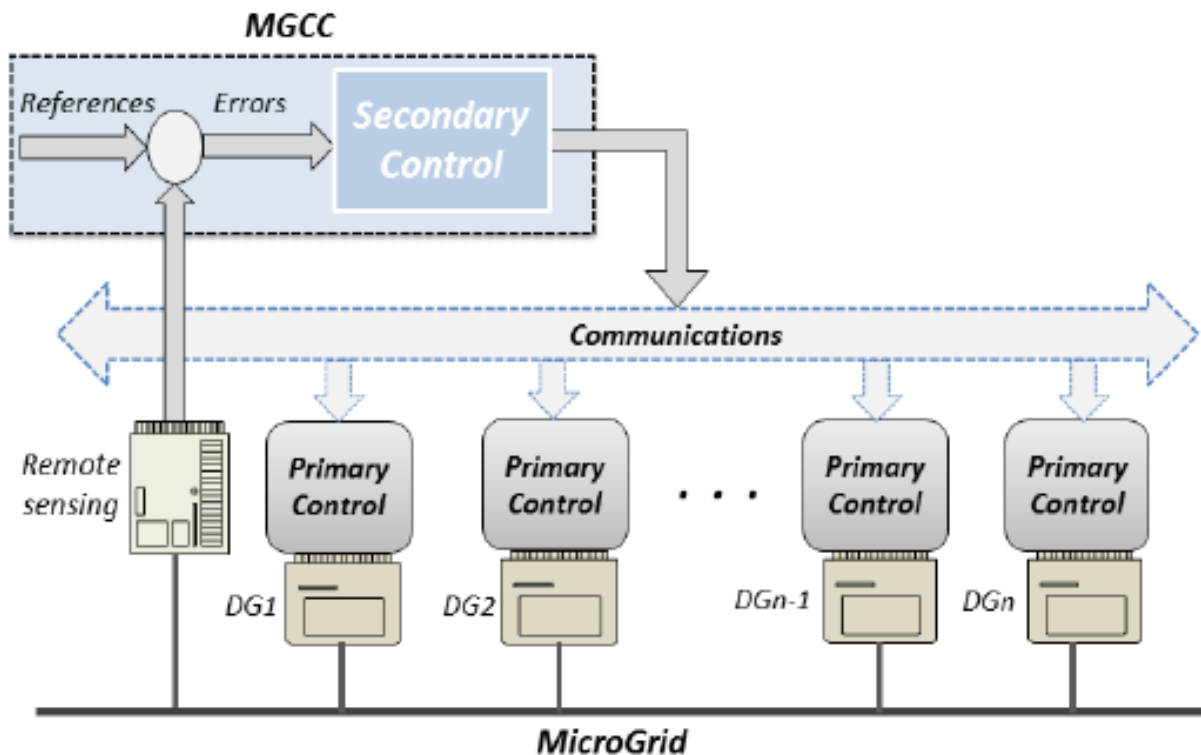 MGCC
References
Errors
Secondary
Control
Communications
Remote
sensing
Primary
Control
Primary
Control
. . .
Primary
Control
Primary
Control
DG1
DG2
DGn-1
DGn
MicroGrid